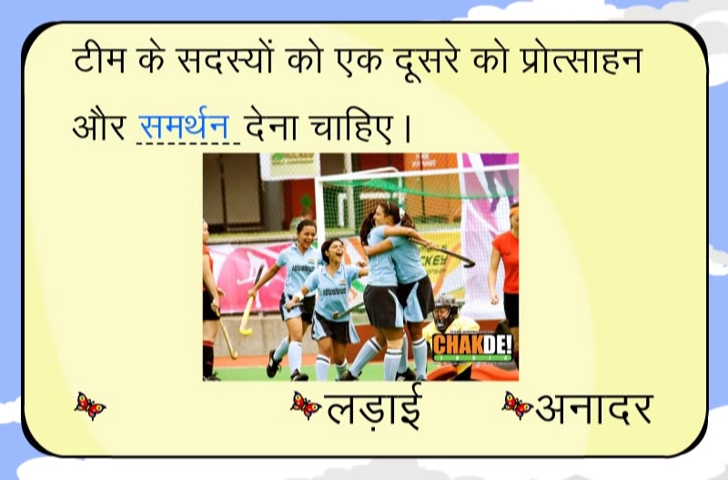 टीम के सदस्यों को एक दूसरे को प्रोत्साहन
और समर्थन देना चाहिए।
CHAKDE!
लड़ाई
अनादर